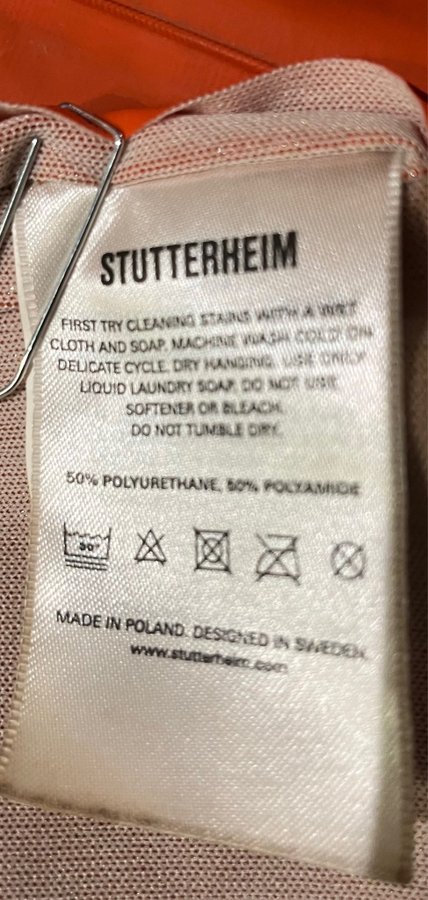 STUTTERHEIM
FIRST TRY CLEANING STAINS WITH A WET
CLOTH AND SOAP. MACHINE WASH COLD ON
DELICATE CYCLE. DRY HANGING. USE ONLY
LIQUID LAUNDRY SOAP. DO NOT USE
SOFTENER OR BLEACH.
DO NOT TUMBLE DRY.
50% POLYURETHANE, 50% POLYAMIDE
30°
MADE IN POLAND. DESIGNED IN SWEDEN.
www.stutterheim.com